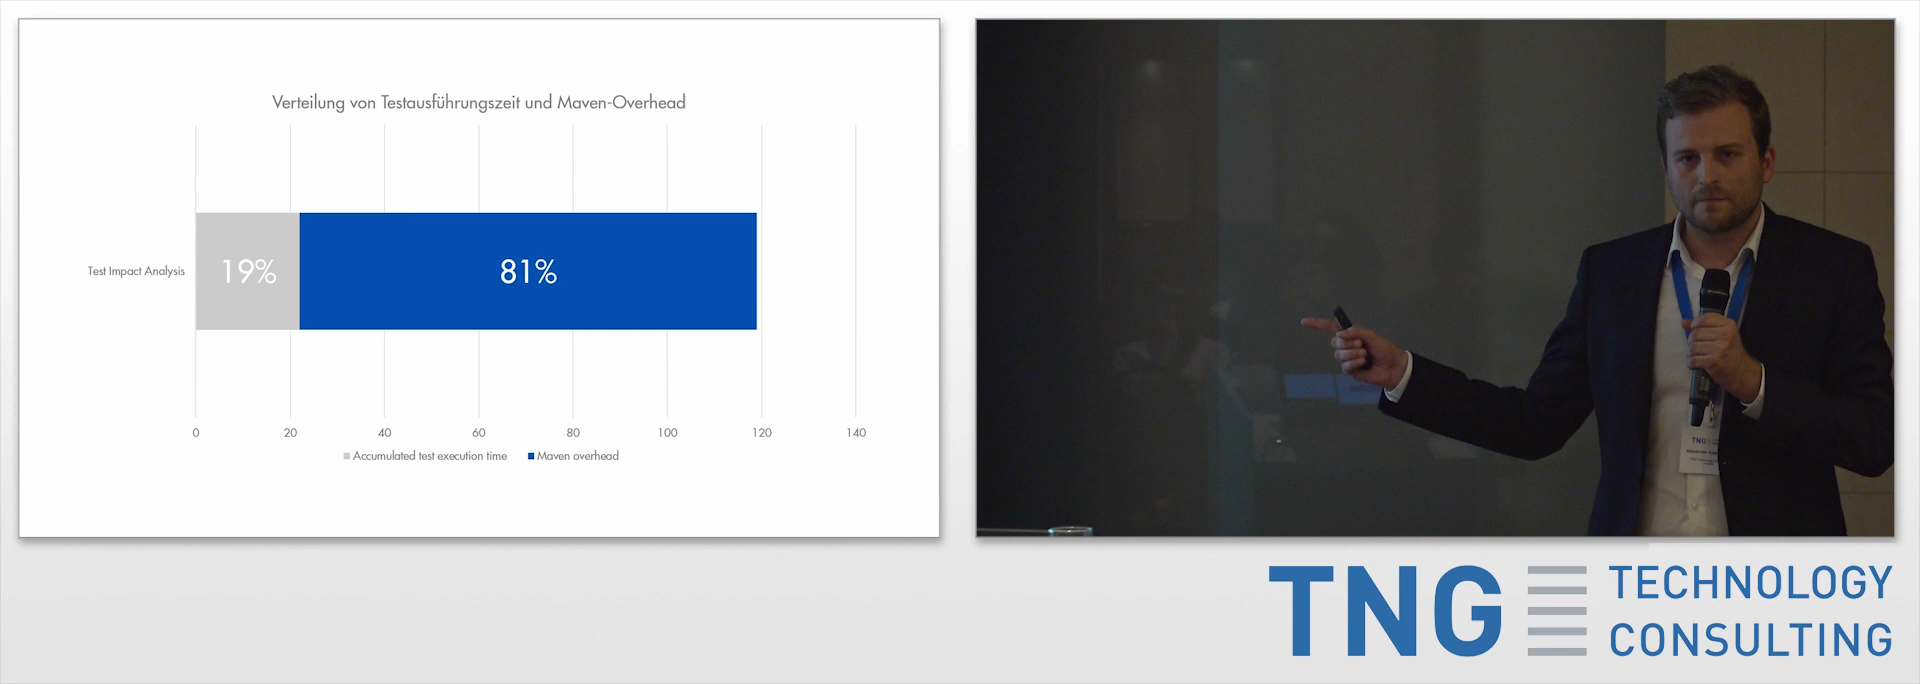 Verteilung von Testausführungszeit und Maven-Overhead
Test Impact Analysis
19%
81%
0 20 40 60 80 100 120 140
Accumulated test execution time Maven overhead
TNG
TNG TECHNOLOGY
CONSULTING